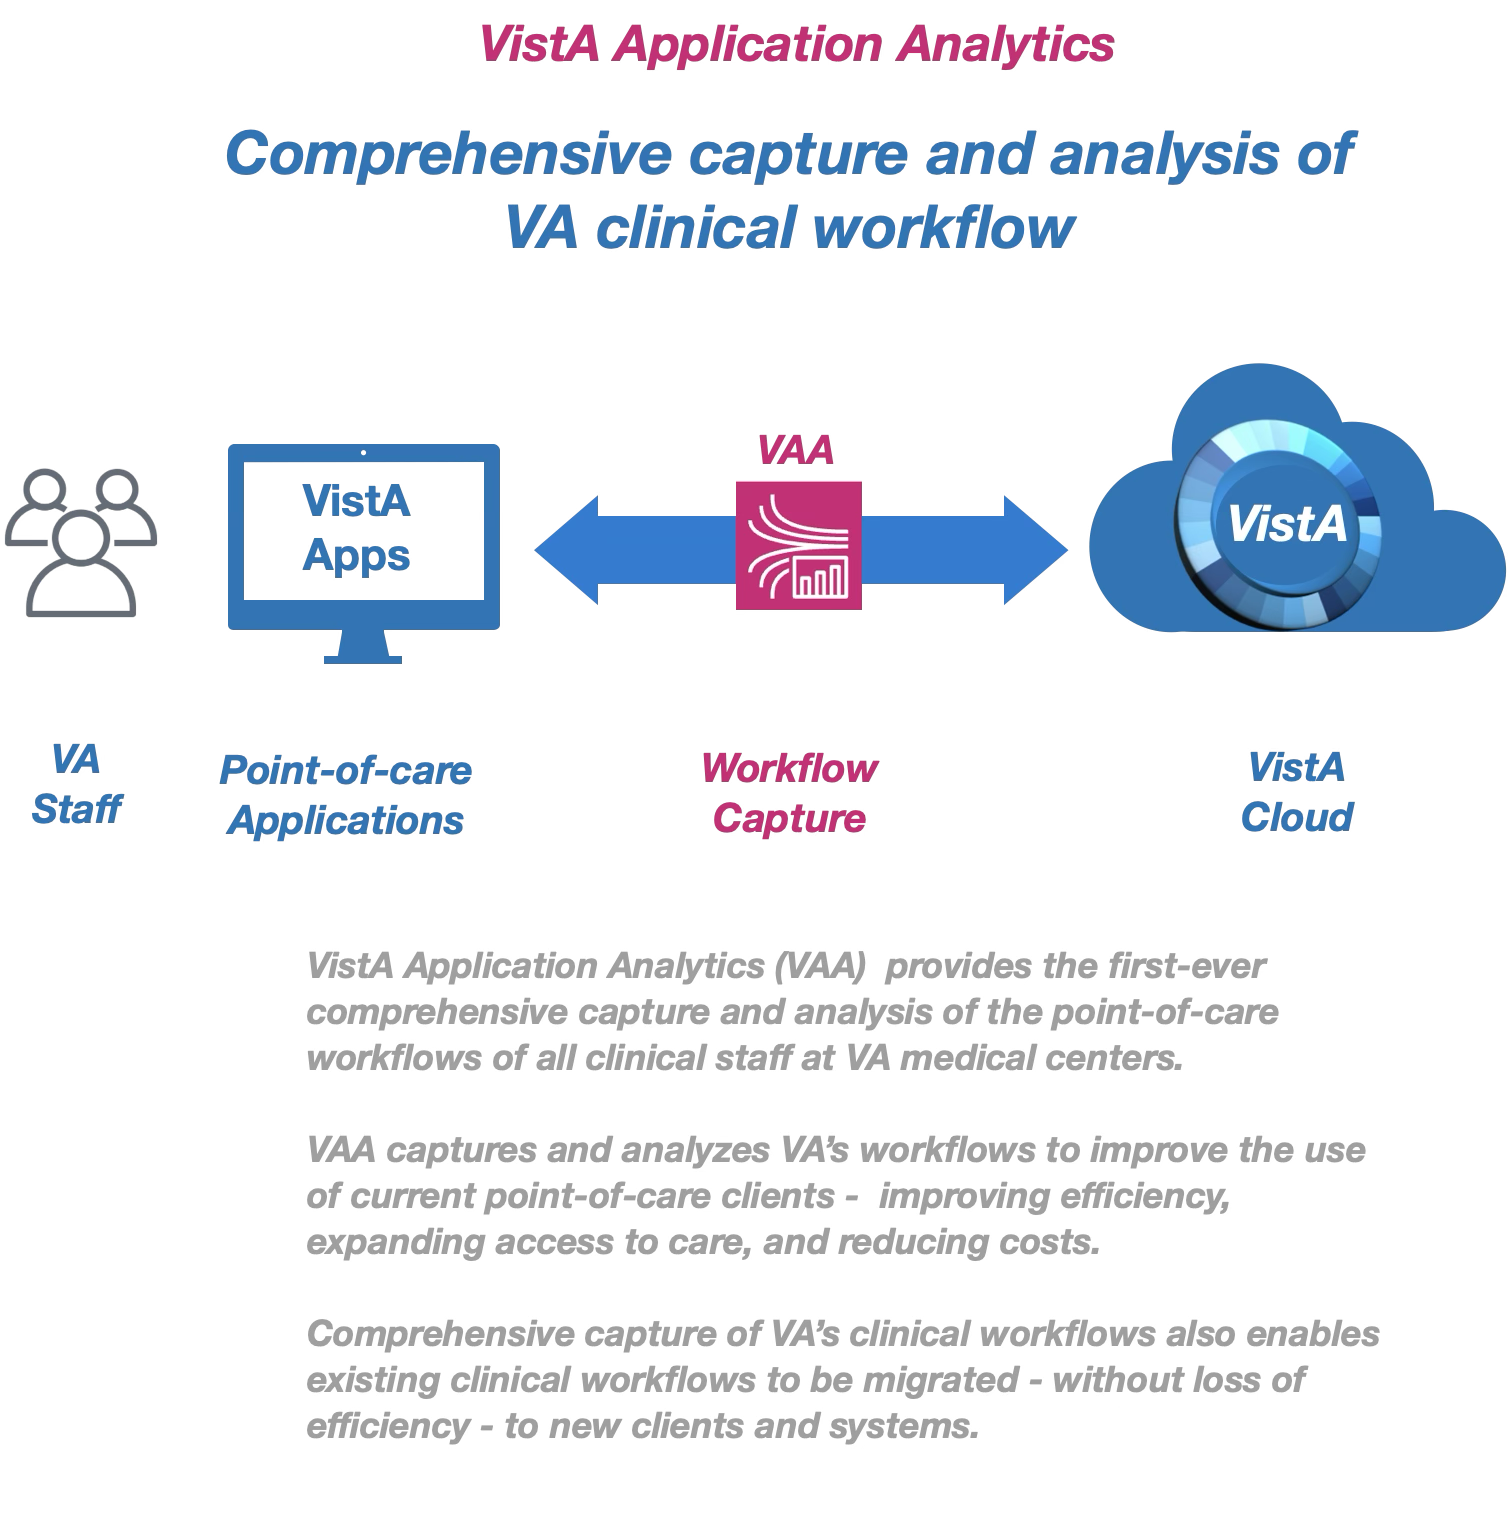 VistA Application Analytics
Comprehensive capture and analysis of
VA clinical workflow
VistA
Apps
VAA
VistA
VA
Staff
Point-of-care
Applications
Workflow
Capture
VistA
Cloud
VistA Application Analytics (VAA)  provides the first-ever
comprehensive capture and analysis of the point-of-care
workflows of all clinical staff at VA medical centers.
VAA captures and analyzes VA’s workflows to improve the use
of current point-of-care clients -  improving efficiency,
expanding access to care, and reducing costs.
Comprehensive capture of VA’s clinical workflows also enables
existing clinical workflows to be migrated - without loss of
efficiency - to new clients and systems.